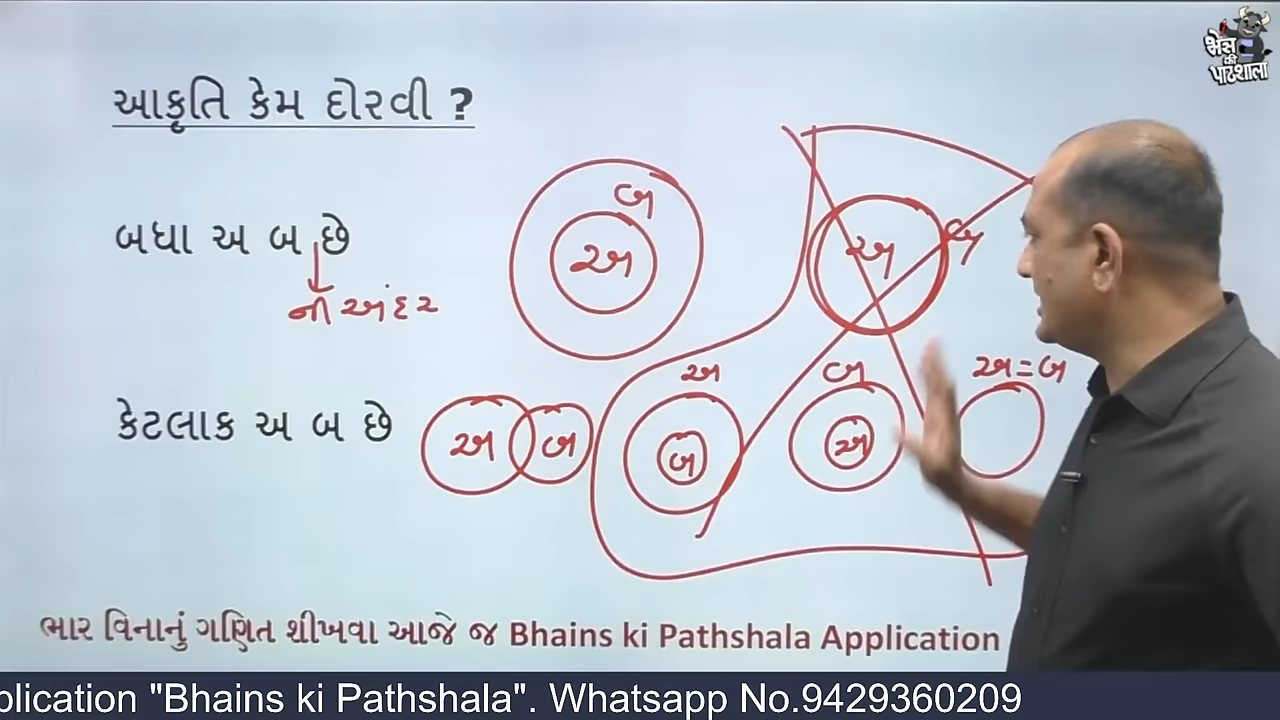 આકૃતિ કેમ દોરવી ?
ભેંસ
કી
પાઠશાલા
બધા અ બ છે
ની અંદર
બ
અ
અ
બ
કેટલાક અ બ છે
અ
બ
અ
બ
બ
અ
અ=બ
ભાર વિનાનું ગણિત શીખવા આજે જ Bhains ki Pathshala Application
plication "Bhains ki Pathshala". Whatsapp No.9429360209